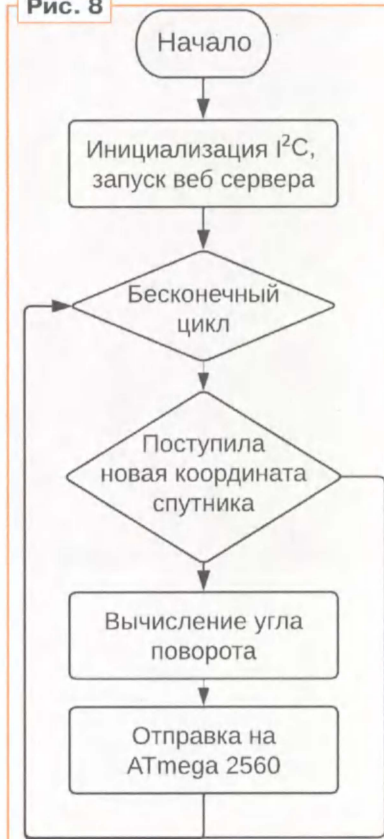 Рис. 8
Начало
Инициализация I²C,
запуск веб сервера
Бесконечный
цикл
Поступила
новая координата
спутника
Вычисление угла
поворота
Отправка на
ATmega 2560